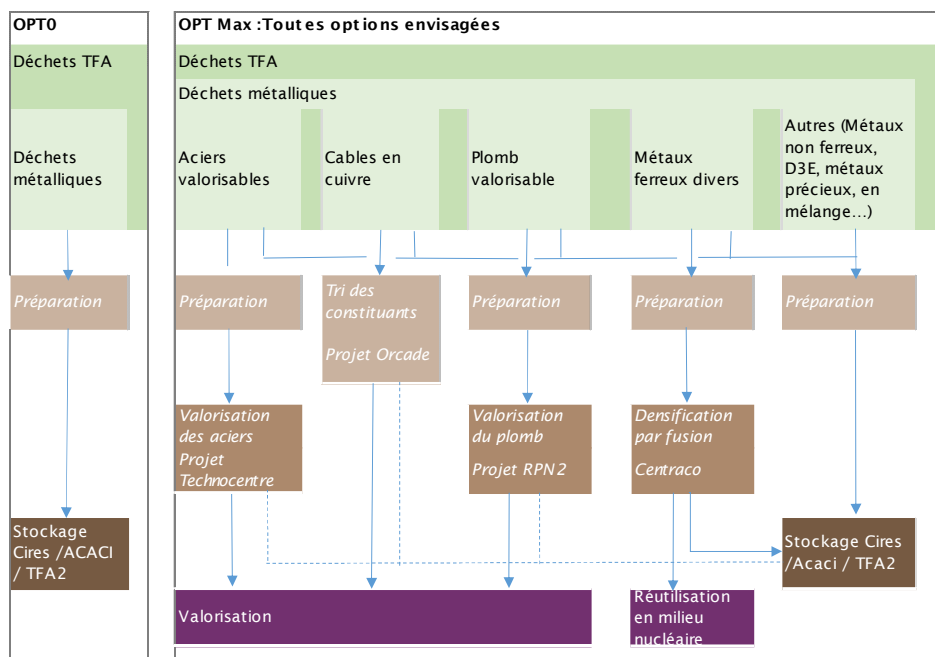 OPT0
Déchets TFA
Déchets
métalliques
Préparation
Stockage
Cires /ACACI
/ TFA2
OPT Max :Toutes options envisagées
Déchets TFA
Déchets métalliques
Aciers
valorisables
Cables en
cuivre
Plomb
valorisable
Métaux
ferreux divers
Autres (Métaux
non ferreux,
D3E, métaux
précieux, en
mélange...)
Préparation
Tri des
constituants
Projet Orcade
Préparation
Préparation
Préparation
Valorisation
des aciers
Projet
Technocentre
Valorisation
du plomb
Projet RPN2
Densification
par fusion
Centraco
Stockage Cires
/Acaci / TFA2
Valorisation
Réutilisation
en milieu
nucléaire